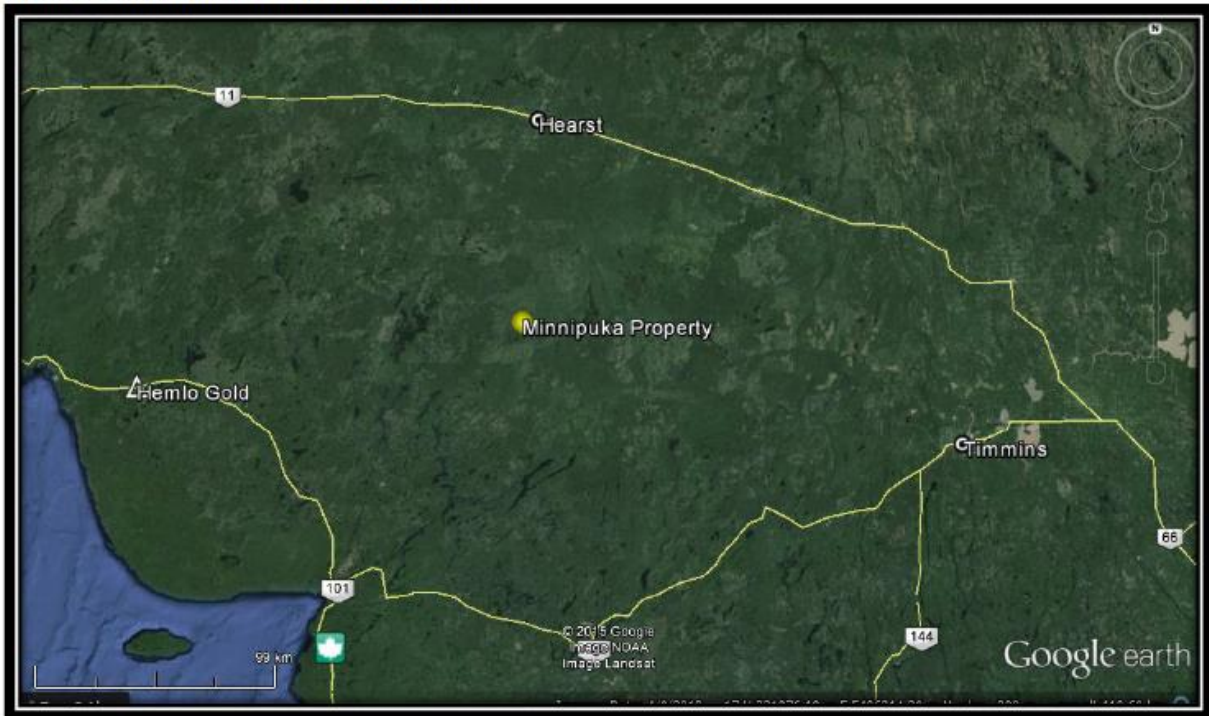 N
11
Hearst
Minnipuka Property
Hemlo Gold
Timmins
66
101
© 2015 Google
Image NOAA
Image Landsat
144
99 km
Google earth